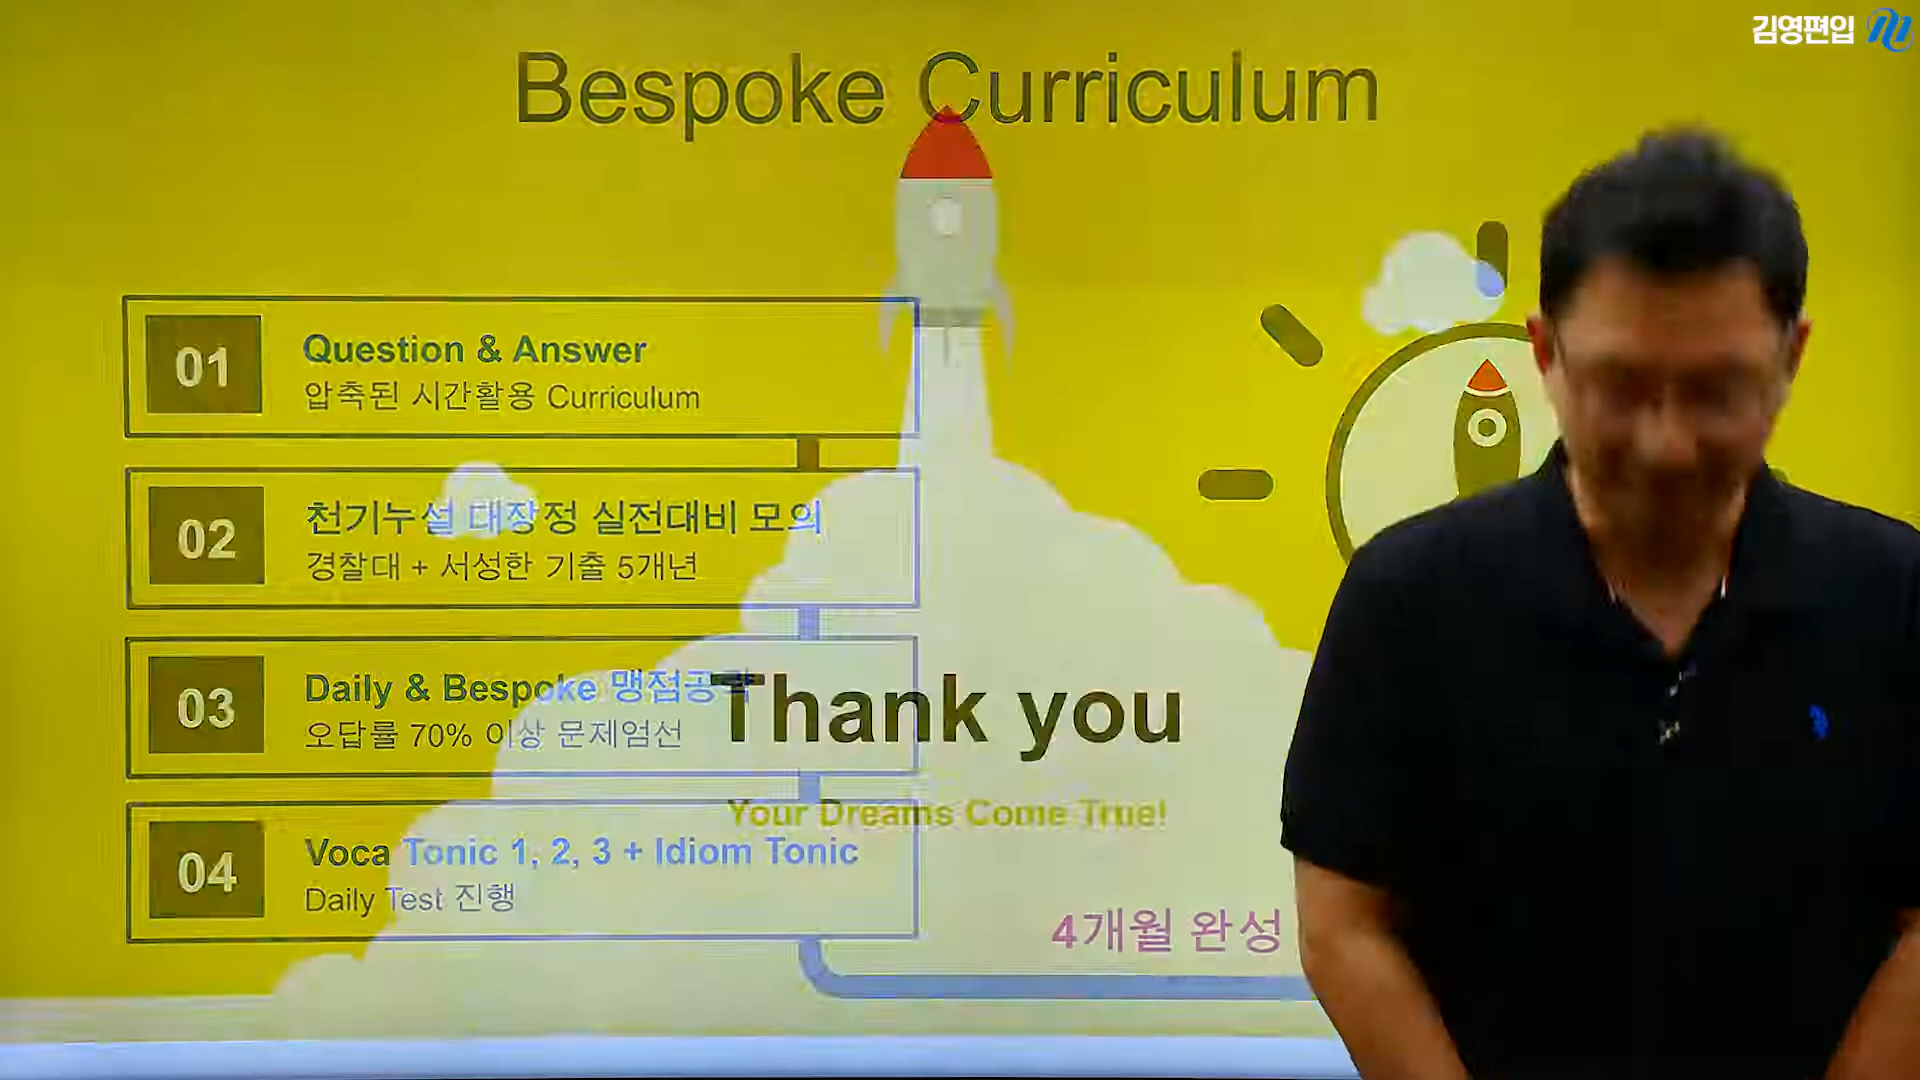 김영편입
Bespoke Curriculum
01
Question & Answer
압축된 시간활용 Curriculum
02
천기누설 대장정 실전대비 모의
경찰대 + 서성한 기출 5개년
03
Daily & Bespoke 맹점공략
오답률 70% 이상 문제엄선
Thank you
Your Dreams Come True!
04
Voca Tonic 1, 2, 3 + Idiom Tonic
Daily Test 진행
4개월 완성